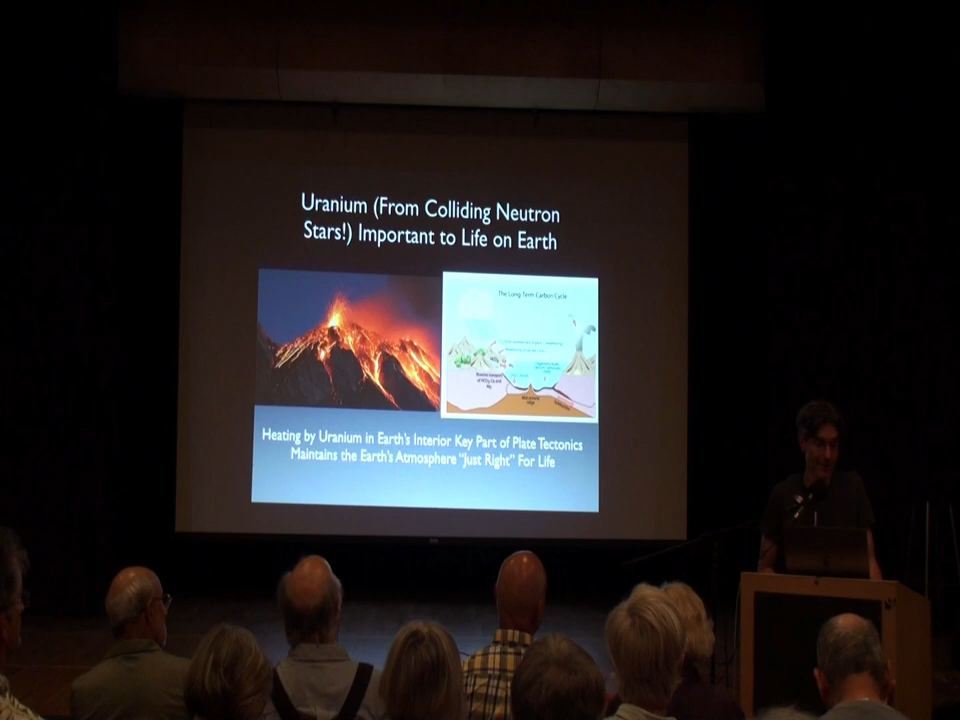 Uranium (From Colliding Neutron
Stars!) Important to Life on Earth
The Long Term Carbon Cycle
Heating by Uranium in Earth's Interior Key Part of Plate Tectonics
Maintains the Earth's Atmosphere "Just Right" For Life